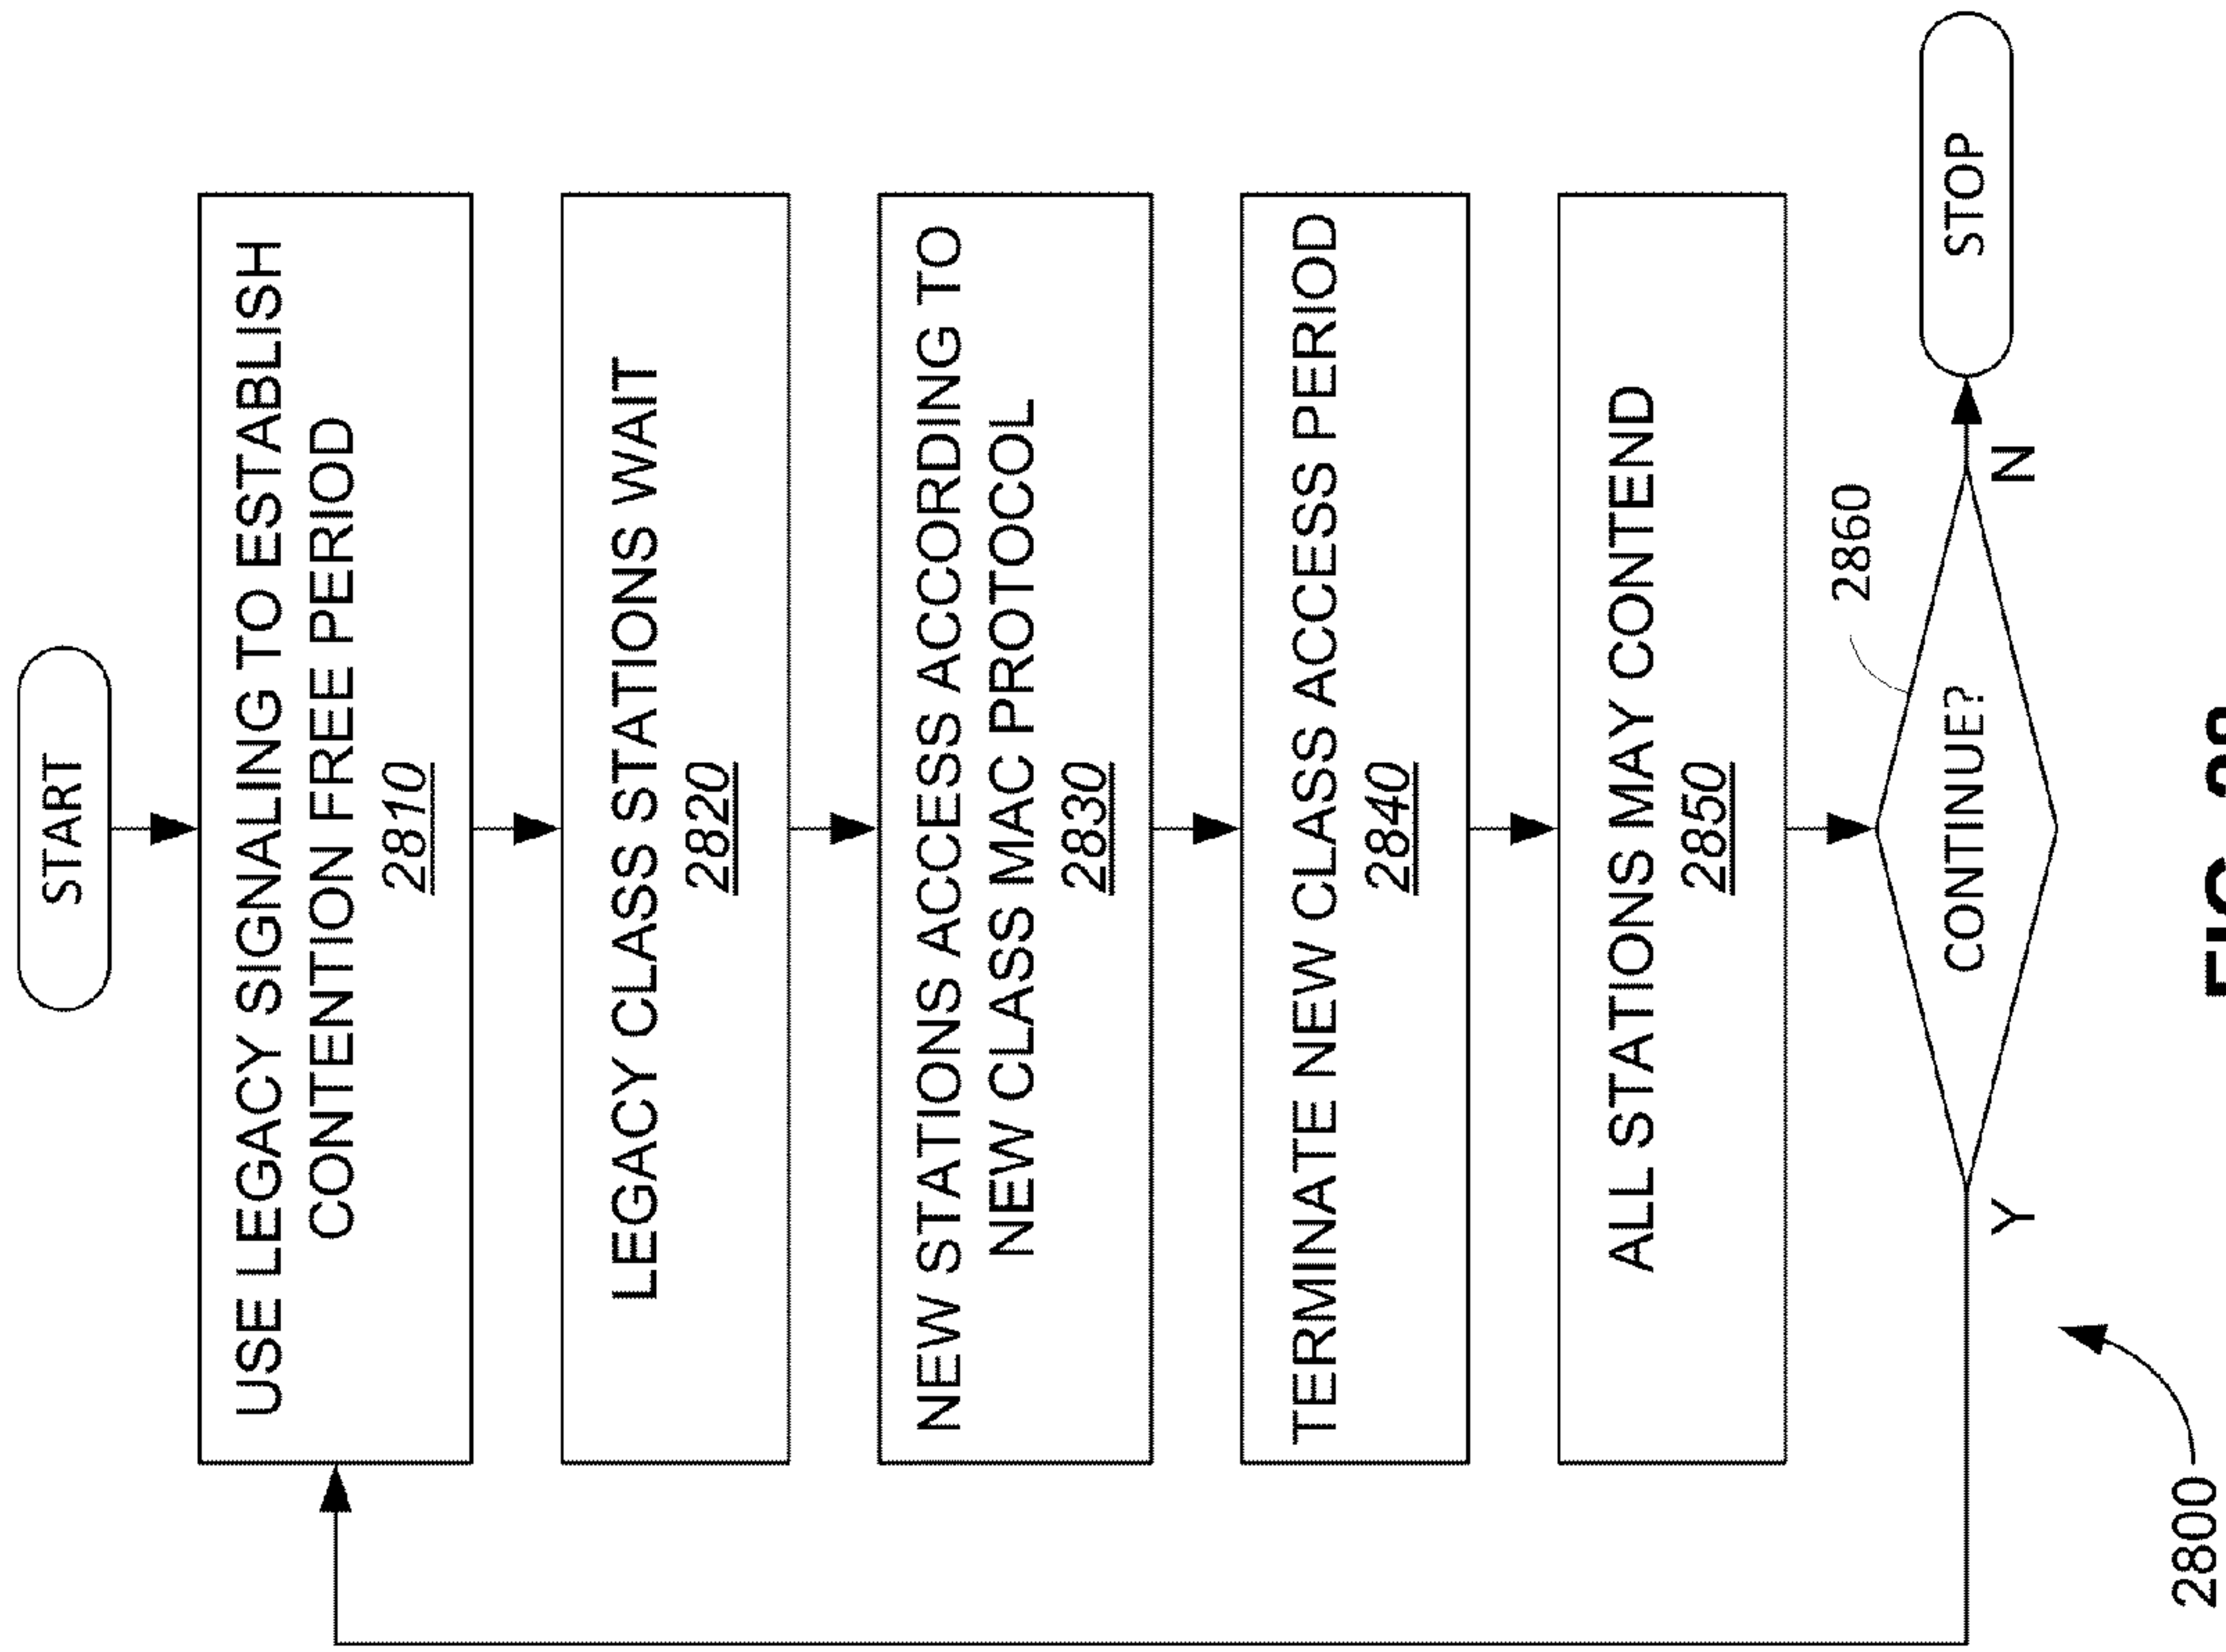 START
USE LEGACY SIGNALING TO ESTABLISH
CONTENTION FREE PERIOD
2810
LEGACY CLASS STATIONS WAIT
2820
NEW STATIONS ACCESS ACCORDING TO
NEW CLASS MAC PROTOCOL
2830
TERMINATE NEW CLASS ACCESS PERIOD
2840
ALL STATIONS MAY CONTEND
2850
2860
CONTINUE?
Y
N
STOP
2800